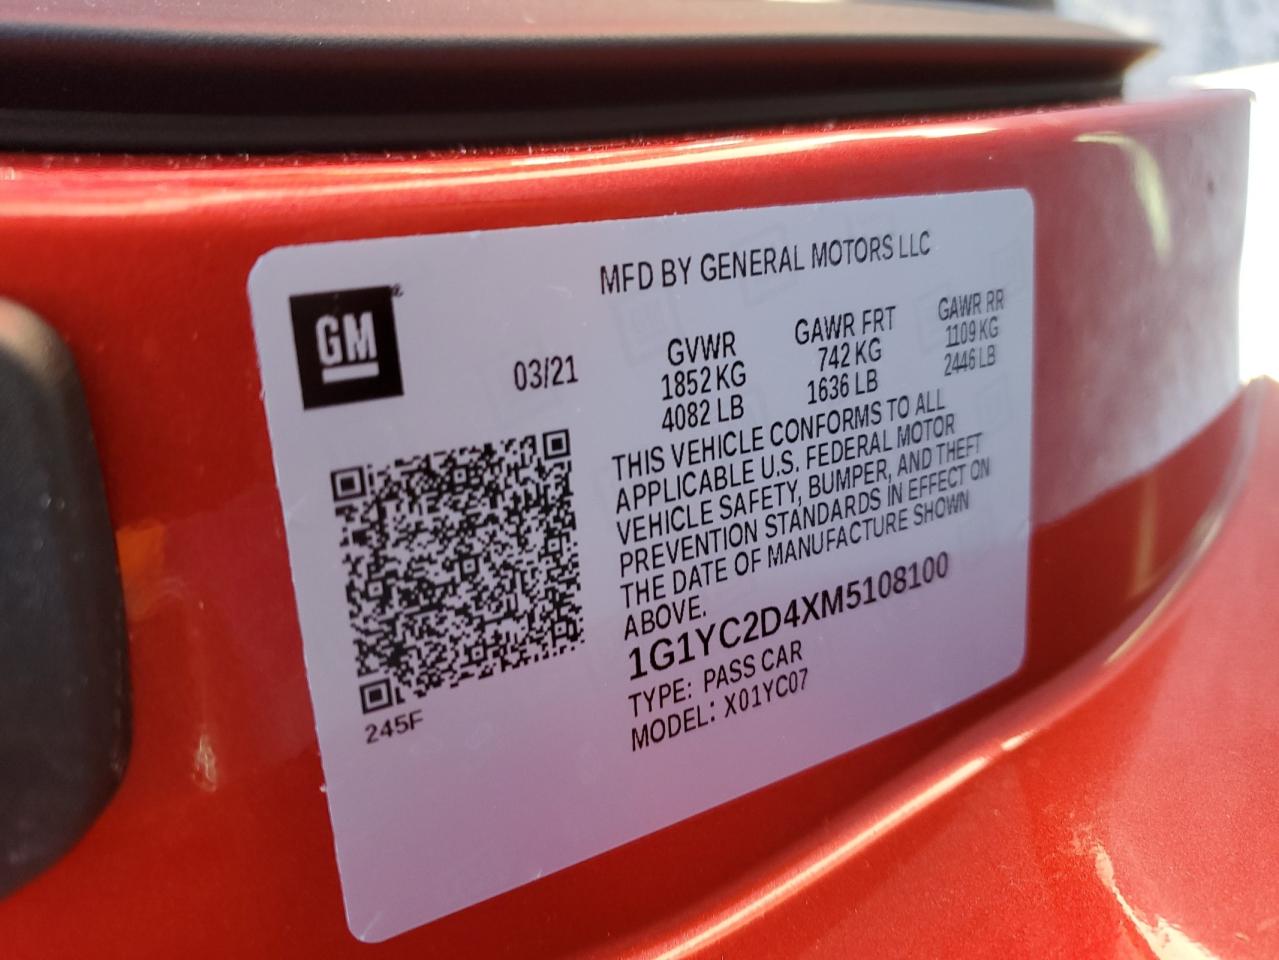 MFD BY GENERAL MOTORS LLC
GM®
03/21
GVWR
1852 KG
4082 LB
GAWR FRT
742 KG
1636 LB
GAWR RR
1109 KG
2446 LB
THIS VEHICLE CONFORMS TO ALL
APPLICABLE U.S. FEDERAL MOTOR
VEHICLE SAFETY, BUMPER, AND THEFT
PREVENTION STANDARDS IN EFFECT ON
THE DATE OF MANUFACTURE SHOWN
ABOVE.
1G1YC2D4XM5108100
TYPE: PASS CAR
MODEL: X01YC07
245F